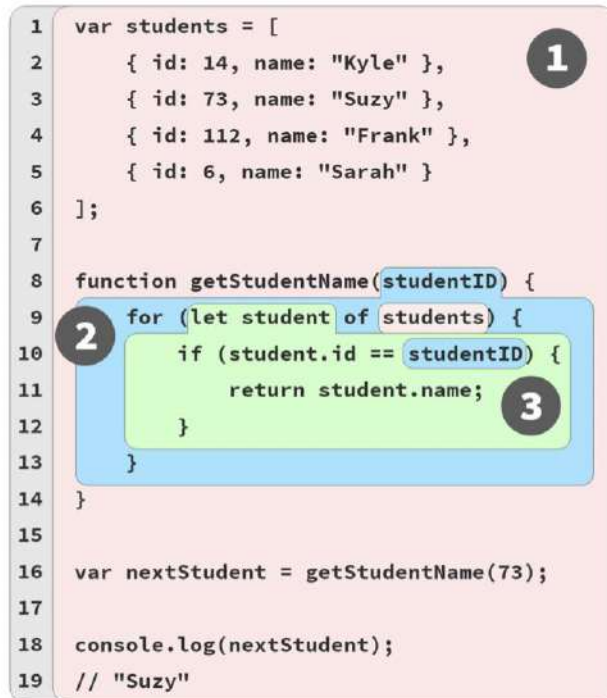 1 var students = [
2 { id: 14, name: "Kyle" },
3 { id: 73, name: "Suzy" },
4 { id: 112, name: "Frank" },
5 { id: 6, name: "Sarah" }
6 ];
7
8 function getStudentName(studentID) {
9 for (let student of students) {
10 if (student.id == studentID) {
11 return student.name;
12 }
13 }
14 }
15
16 var nextStudent = getStudentName(73);
17
18 console.log(nextStudent);
19 // "Suzy"
1
2
3